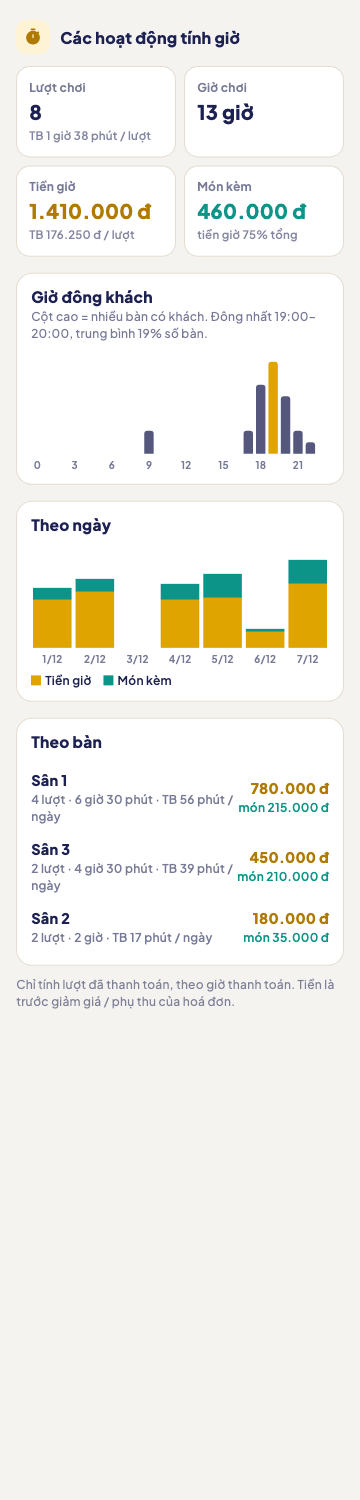 Các hoạt động tính giờ
Lượt chơi
8
TB 1 giờ 38 phút / lượt
Giờ chơi
13 giờ
Tiền giờ
1.410.000 đ
TB 176.250 đ / lượt
Món kèm
460.000 đ
tiền giờ 75% tổng
Giờ đông khách
Cột cao = nhiều bàn có khách. Đông nhất 19:00–
20:00, trung bình 19% số bàn.
0 3 6 9 12 15 18 21
Theo ngày
1/12 2/12 3/12 4/12 5/12 6/12 7/12
Tiền giờ Món kèm
Theo bàn
Sân 1
4 lượt · 6 giờ 30 phút · TB 56 phút /
ngày
780.000 đ
món 215.000 đ
Sân 3
2 lượt · 4 giờ 30 phút · TB 39 phút /
ngày
450.000 đ
món 210.000 đ
Sân 2
2 lượt · 2 giờ · TB 17 phút / ngày
180.000 đ
món 35.000 đ
Chỉ tính lượt đã thanh toán, theo giờ thanh toán. Tiền là
trước giảm giá / phụ thu của hoá đơn.